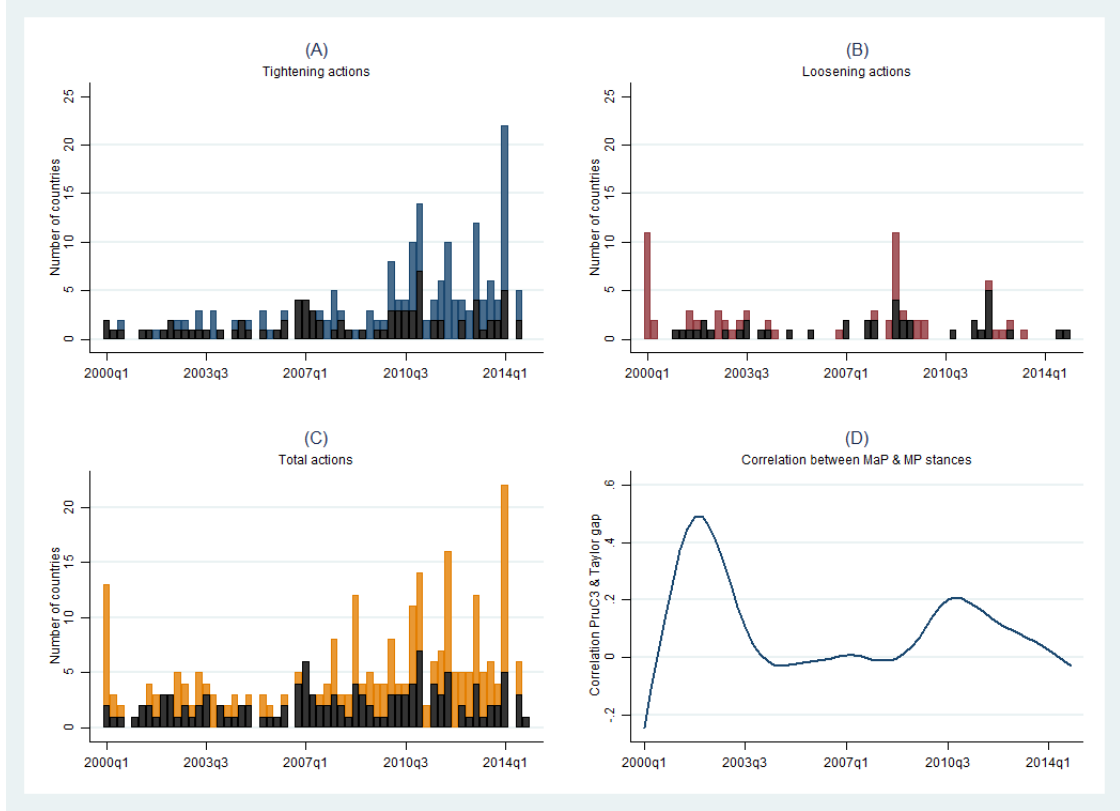 (A)
Tightening actions
Number of countries
25
20
15
10
5
0
2000q1 2003q3 2007q1 2010q3 2014q1
(B)
Loosening actions
Number of countries
25
20
15
10
5
0
2000q1 2003q3 2007q1 2010q3 2014q1
(C)
Total actions
Number of countries
20
15
10
5
0
2000q1 2003q3 2007q1 2010q3 2014q1
(D)
Correlation between MaP & MP stances
Correlation PruC3 & Taylor gap
.6
.4
.2
0
-.2
2000q1 2003q3 2007q1 2010q3 2014q1